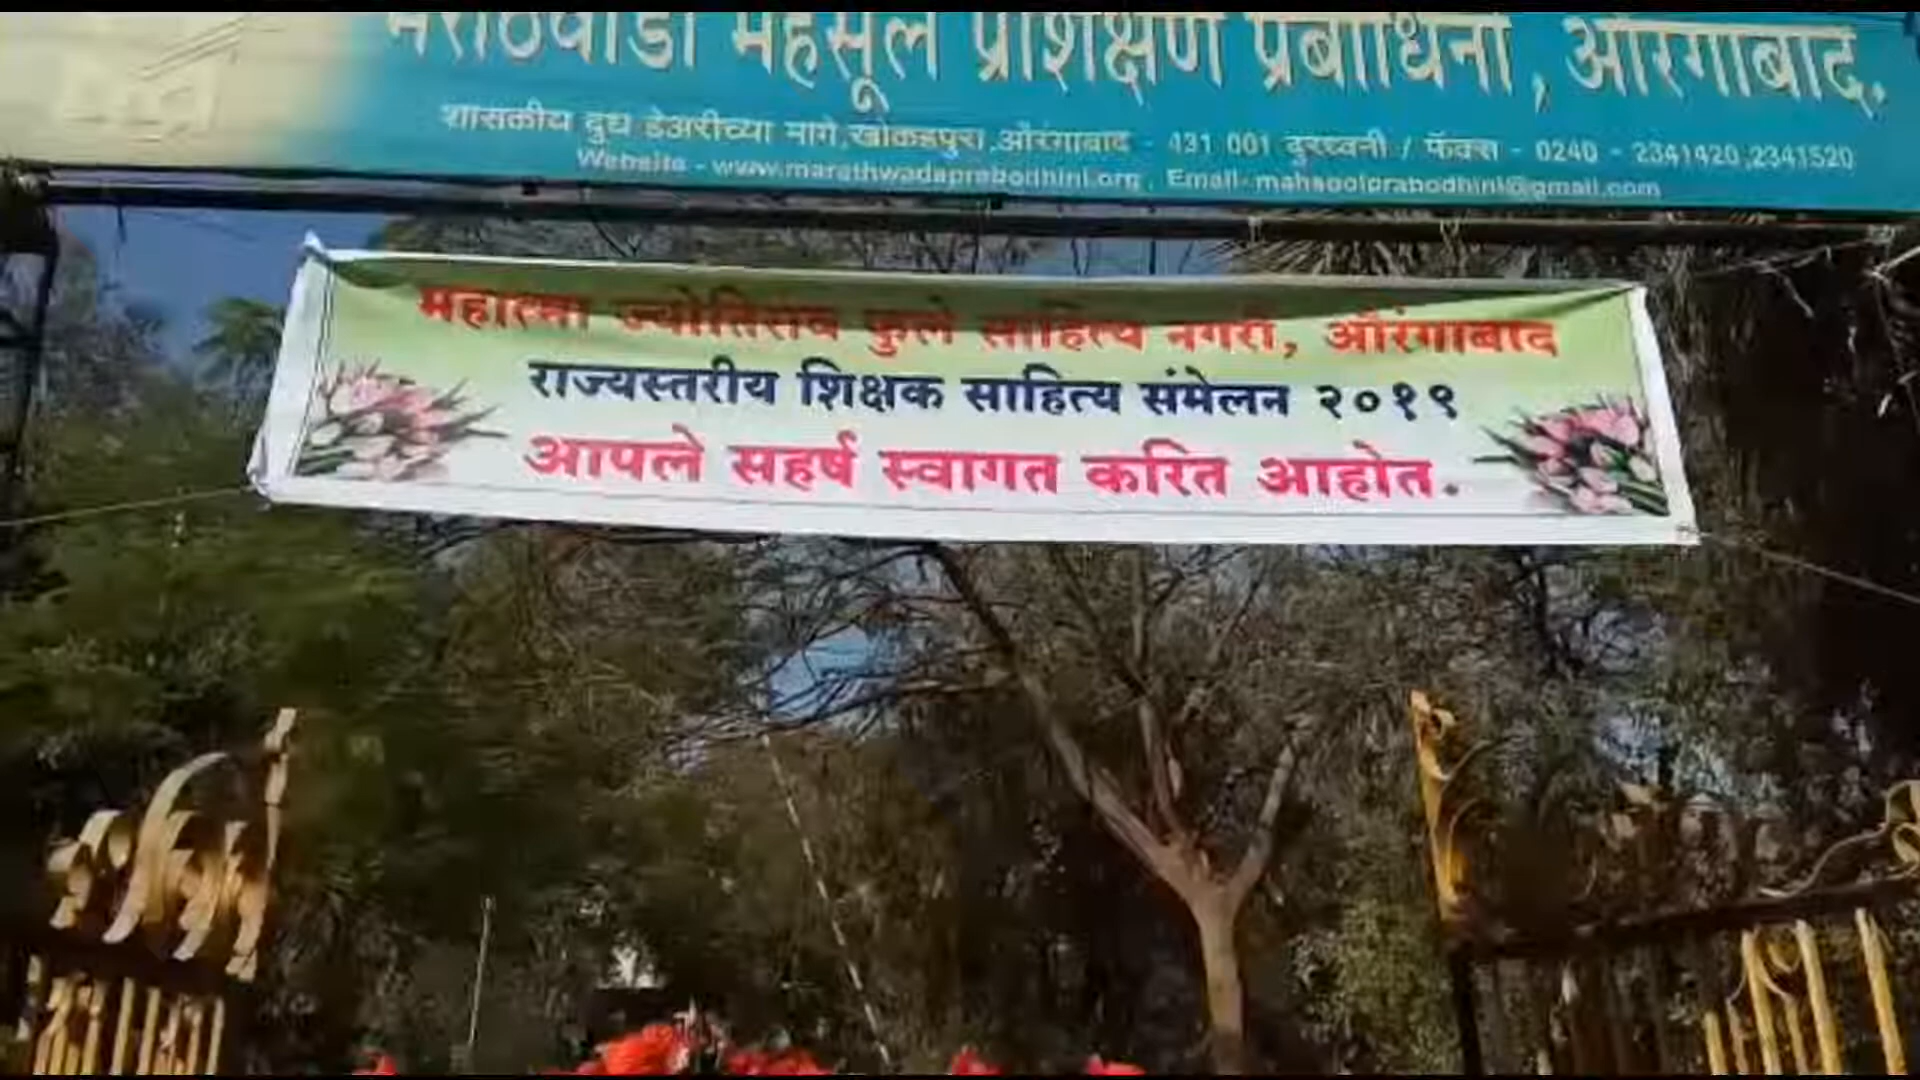 मराठवाडा महसूल प्रशिक्षण प्रबोधिनी, औरंगाबाद.
शासकीय दुध डेअरीच्या मागे, खोकडपुरा, औरंगाबाद - 431 001 दुरध्वनी / फॅक्स - 0240 - 2341420,2341520
Website - www.marathwadaprabodhini.org, Email- mahsoolprabodhini@gmail.com
महात्मा ज्योतिराव फुले साहित्य नगरी, औरंगाबाद
राज्यस्तरीय शिक्षक साहित्य संमेलन २०१९
आपले सहर्ष स्वागत करित आहोत.